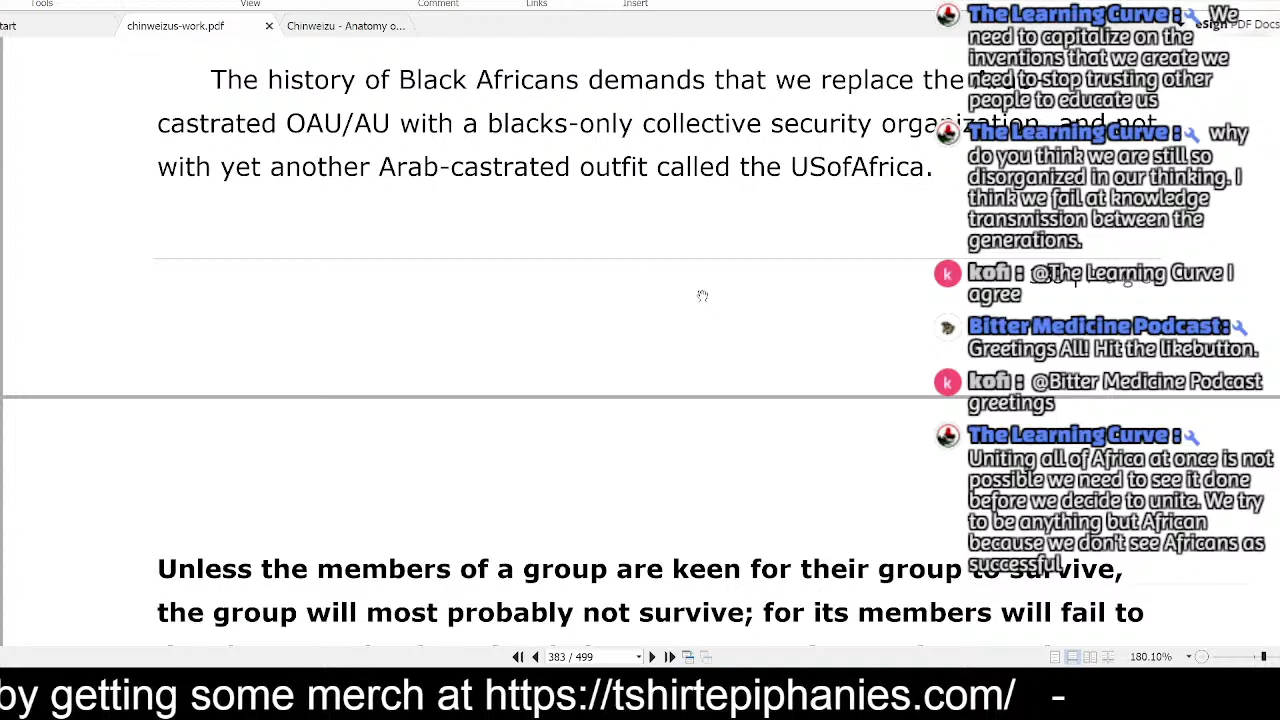 Tools View Comment Links Insert
tart chinweizus-work.pdf × Chinweizu - Anatomy o... eSign PDF Docs
The history of Black Africans demands that we replace the
castrated OAU/AU with a blacks-only collective security organization, and not
with yet another Arab-castrated outfit called the USofAfrica.
Unless the members of a group are keen for their group to survive,
the group will most probably not survive; for its members will fail to
The Learning Curve : We
need to capitalize on the
inventions that we create we
need to stop trusting other
people to educate us
The Learning Curve : why
do you think we are still so
disorganized in our thinking. I
think we fail at knowledge
transmission between the
generations.
k kofi : @The Learning Curve I
agree
Bitter Medicine Podcast:
Greetings All! Hit the likebutton.
k kofi : @Bitter Medicine Podcast
greetings
The Learning Curve :
Uniting all of Africa at once is not
possible we need to see it done
before we decide to unite. We try
to be anything but African
because we don't see Africans as
successful.
383 / 499 180.10%
by getting some merch at https://tshirtepiphanies.com/ -